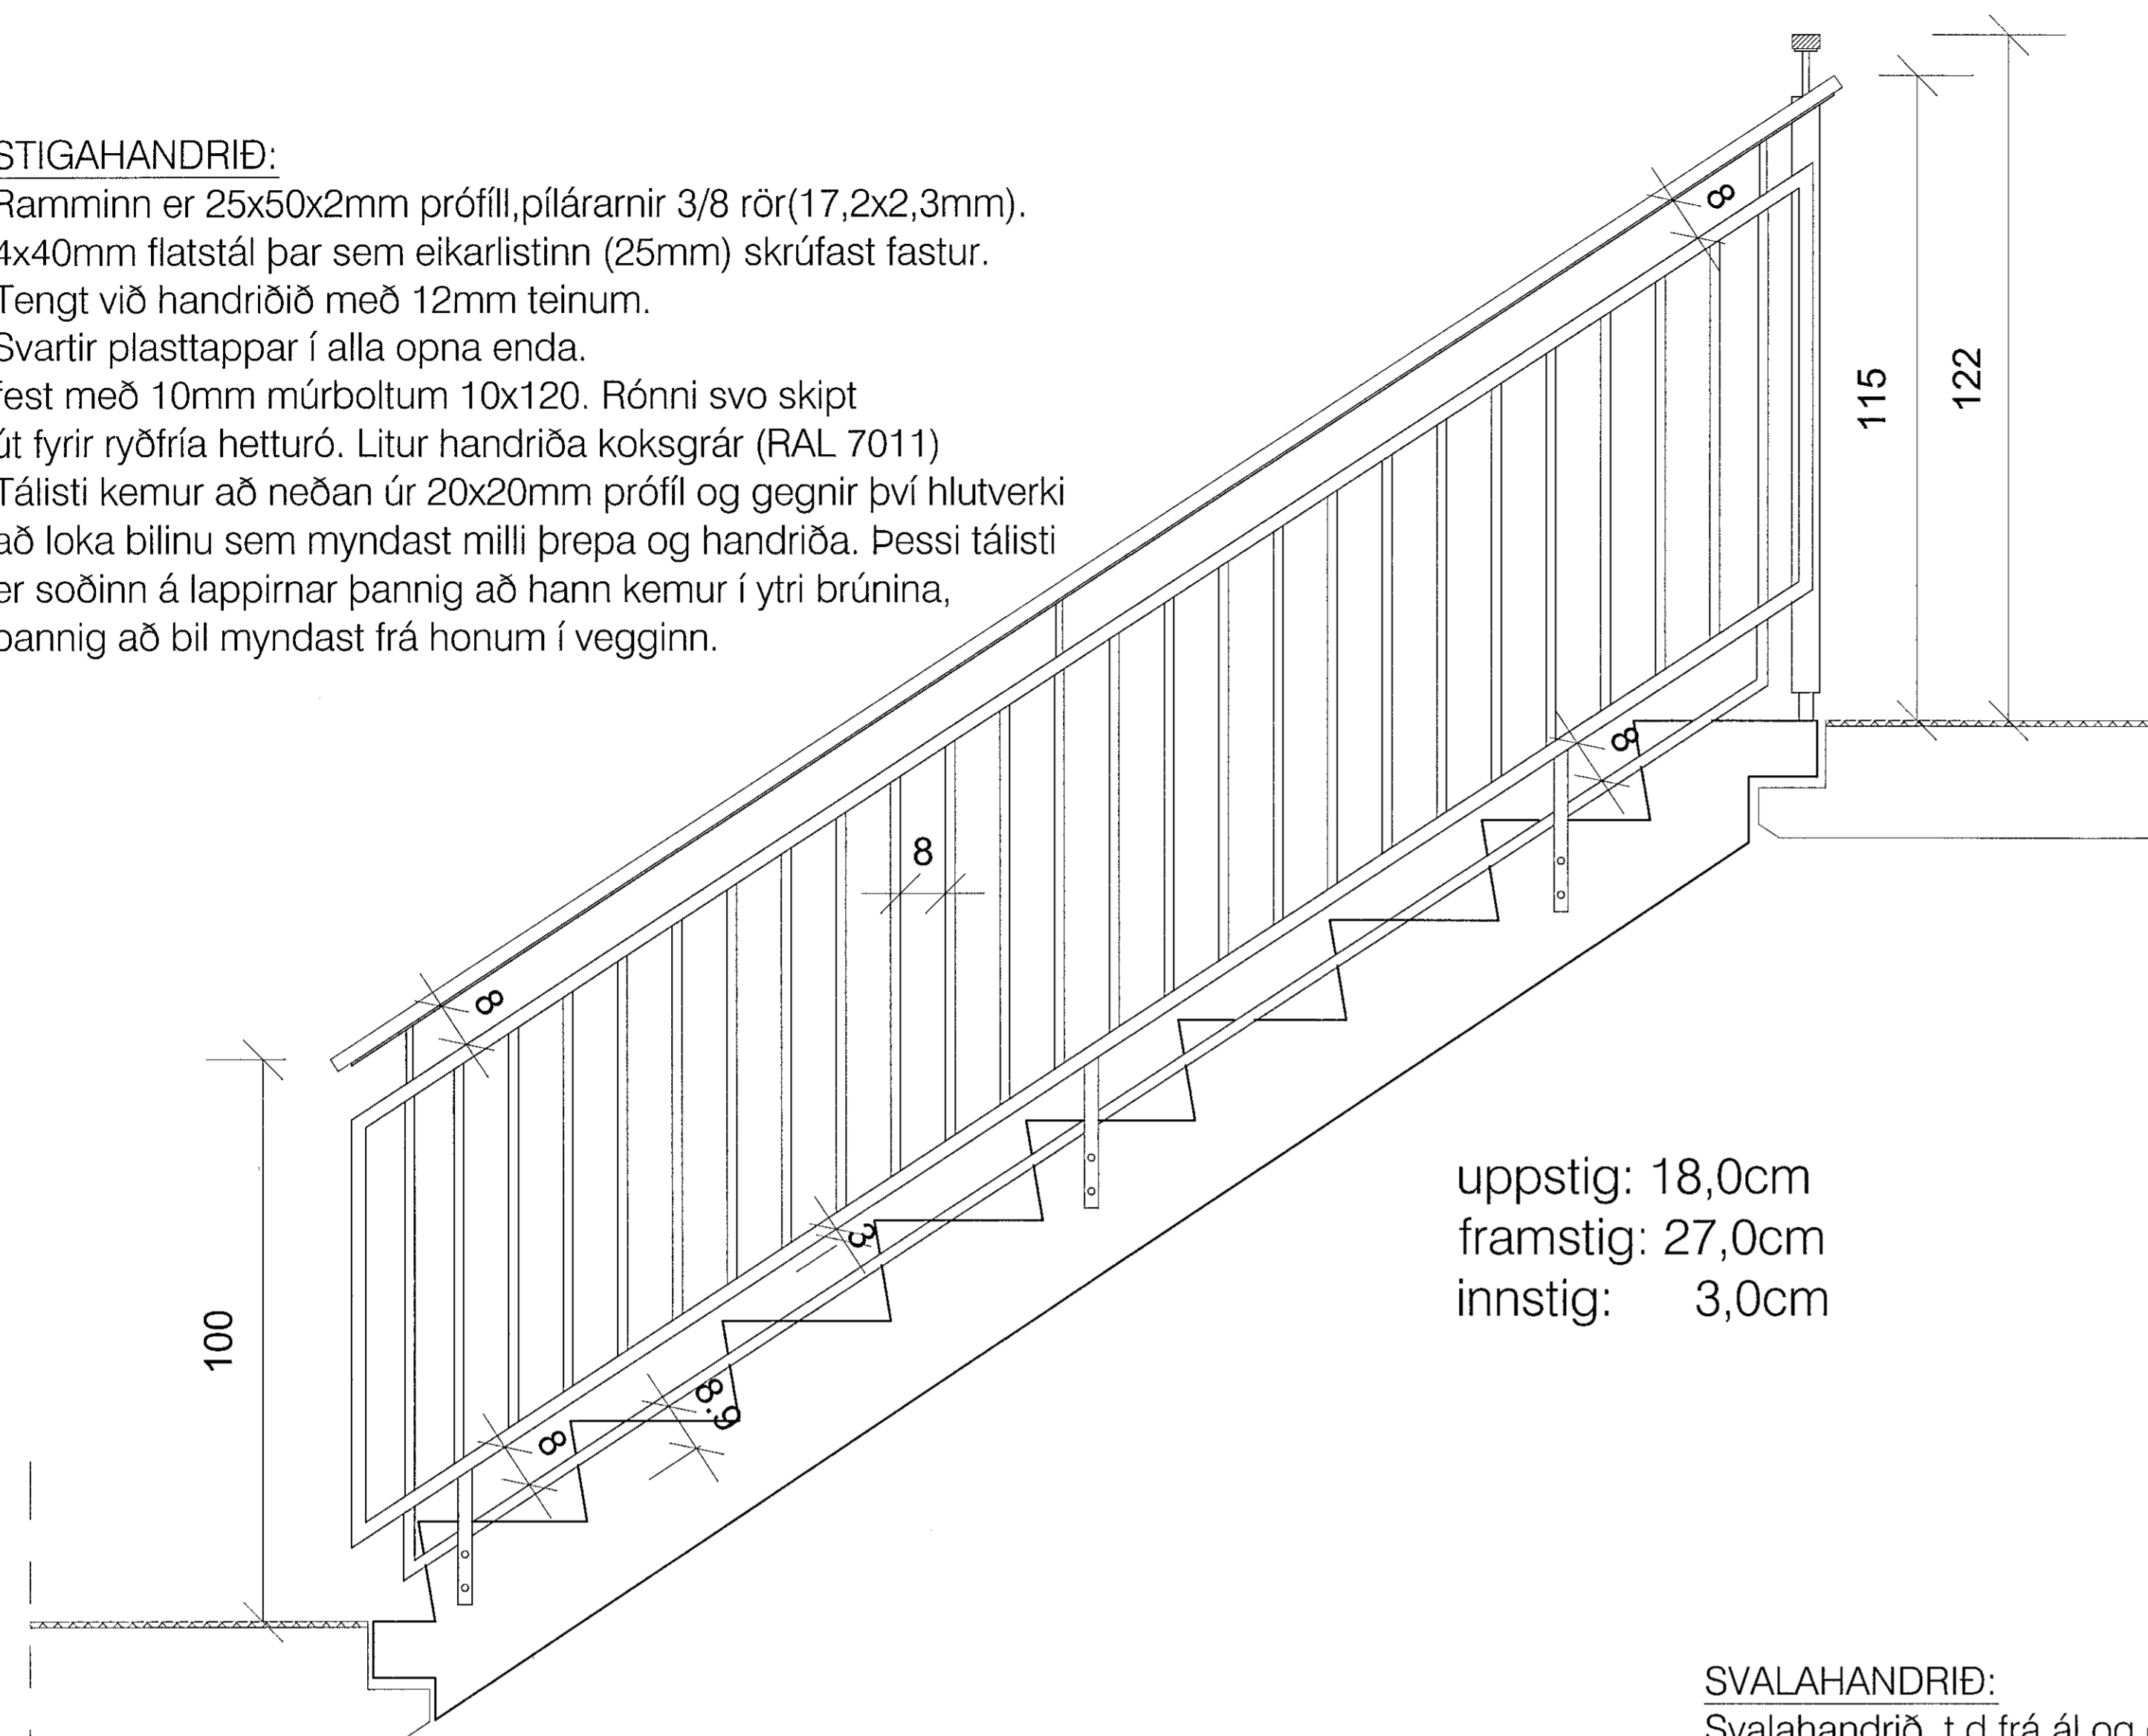 STIGAHANDRIÐ:
Ramminn er 25x50x2mm prófíll,pílárarnir 3/8 rör(17,2x2,3mm).
4x40mm flatstál þar sem eikarlistinn (25mm) skrúfast fastur.
Tengt við handriðið með 12mm teinum.
Svartir plasttappar í alla opna enda.
fest með 10mm múrboltum 10x120. Rónni svo skipt
út fyrir ryðfría hetturó. Litur handriða koksgrár (RAL 7011)
Tálisti kemur að neðan úr 20x20mm prófíl og gegnir því hlutverki
að loka bilinu sem myndast milli þrepa og handriða. Þessi tálisti
er soðinn á lappirnar þannig að hann kemur í ytri brúnina,
þannig að bil myndast frá honum í vegginn.
8
115
122
8
8
8
100
3
8.9
8
uppstig: 18,0cm
framstig: 27,0cm
innstig: 3,0cm
SVALAHANDRIÐ:
Svalahandrið, t.d frá ál og